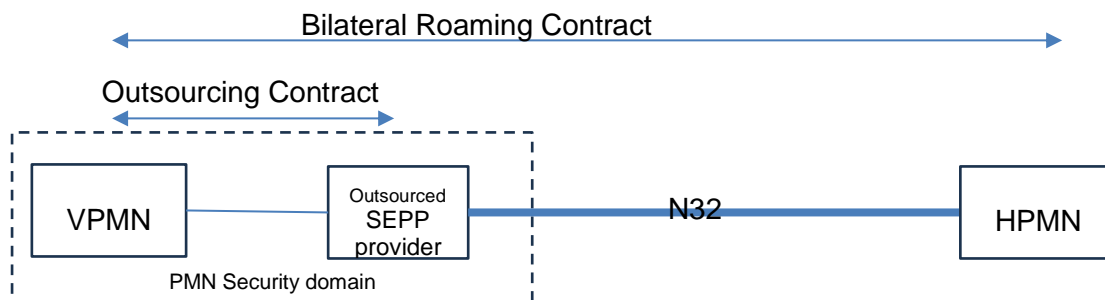 Bilateral Roaming Contract
Outsourcing Contract
VPMN
Outsourced
SEPP
provider
N32
HPMN
PMN Security domain